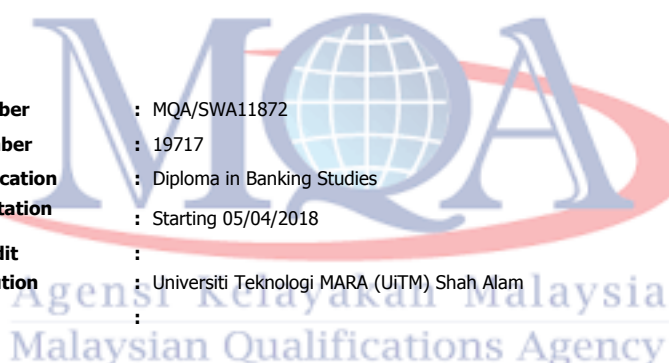 MQA
ber : MQA/SWA11872
ber : 19717
cation : Diploma in Banking Studies
tation : Starting 05/04/2018
dit :
tion : Universiti Teknologi MARA (UiTM) Shah Alam
Agensi Kelayakan Malaysia
:
Malaysian Qualifications Agency